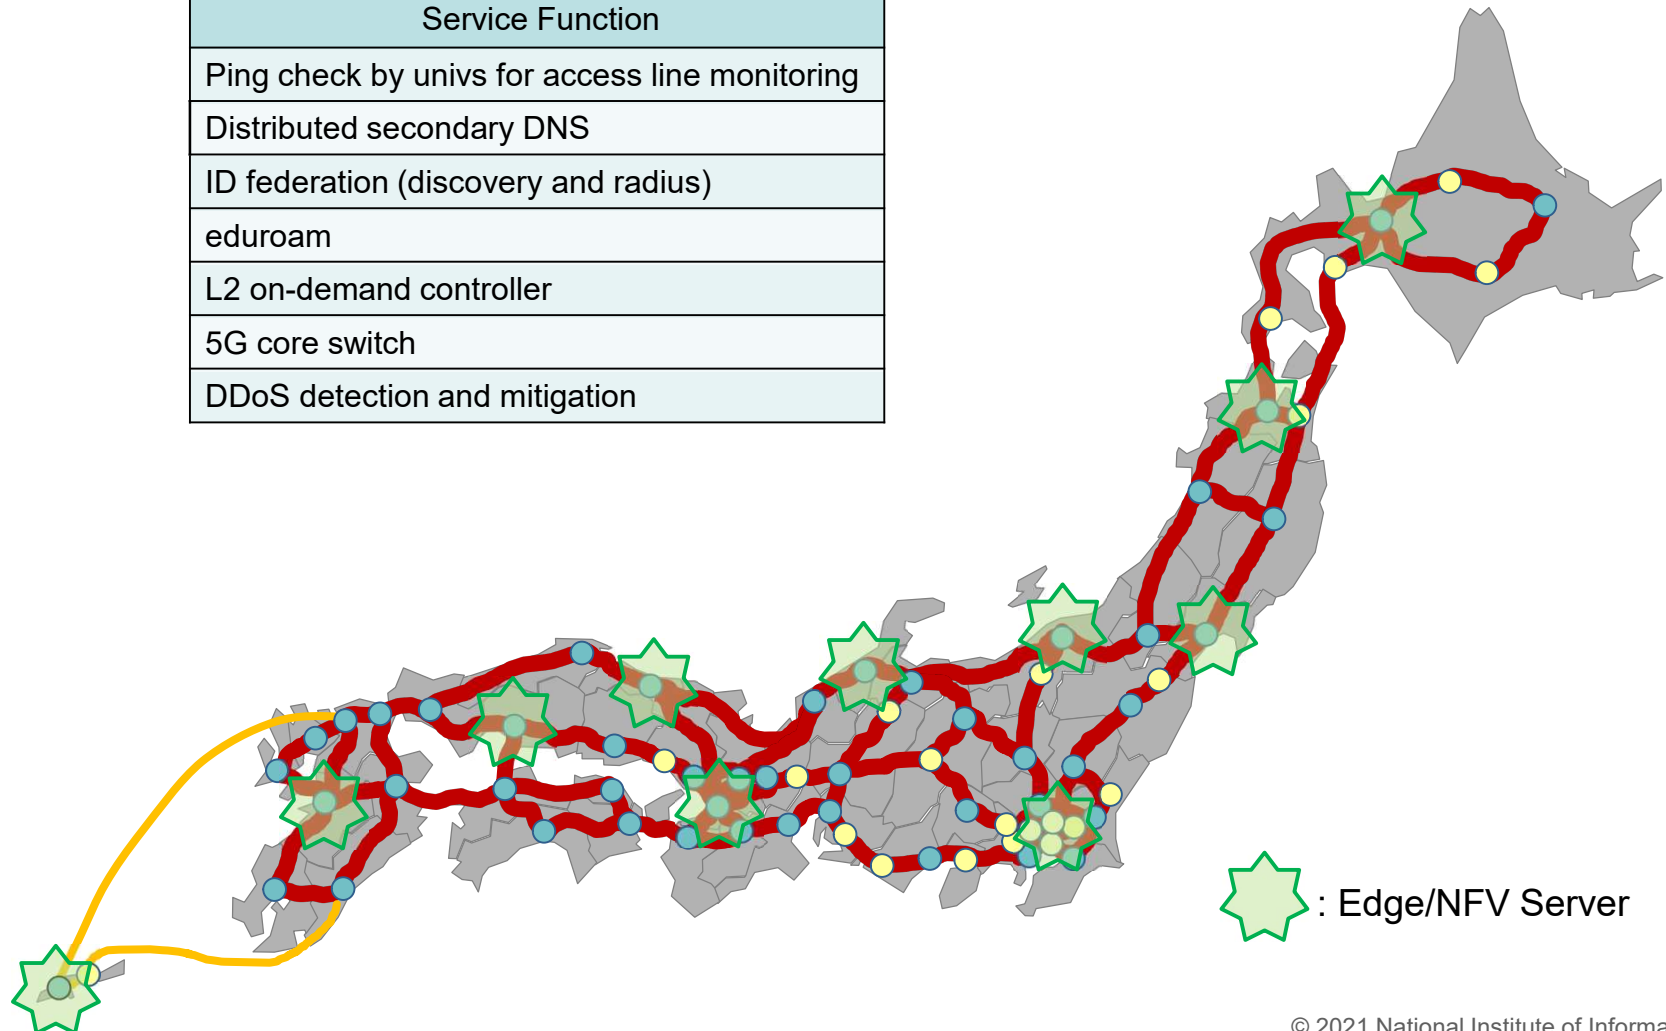 Service Function
Ping check by univs for access line monitoring
Distributed secondary DNS
ID federation (discovery and radius)
eduroam
L2 on-demand controller
5G core switch
DDoS detection and mitigation
: Edge/NFV Server
© 2021 National Institute of